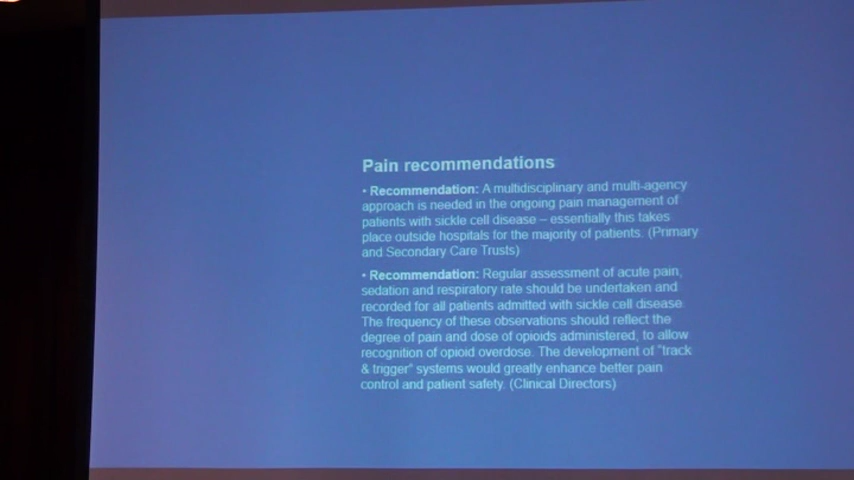 Pain recommendations
• Recommendation: A multidisciplinary and multi-agency
approach is needed in the ongoing pain management of
patients with sickle cell disease – essentially this takes
place outside hospitals for the majority of patients. (Primary
and Secondary Care Trusts)
• Recommendation: Regular assessment of acute pain,
sedation and respiratory rate should be undertaken and
recorded for all patients admitted with sickle cell disease.
The frequency of these observations should reflect the
degree of pain and dose of opioids administered, to allow
recognition of opioid overdose. The development of "track
& trigger" systems would greatly enhance better pain
control and patient safety. (Clinical Directors)